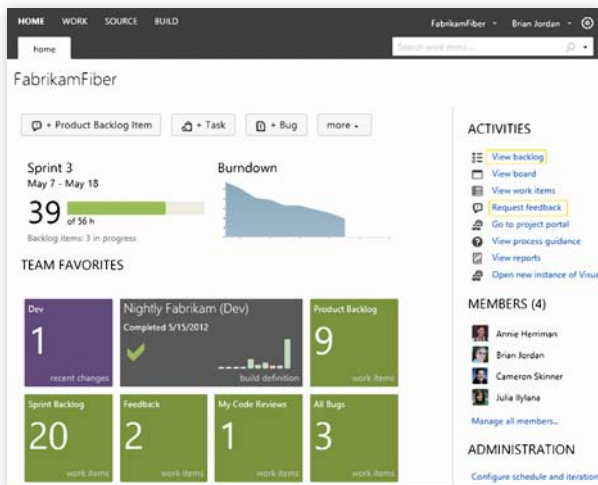 HOME WORK SOURCE BUILD
FabrikamFiber Brian Jordan
home
Search work items...
FabrikamFiber
+ Product Backlog Item
+ Task
+ Bug
more
Sprint 3
May 7 - May 18
39 of 56 h
Backlog items: 3 in progress
Burndown
TEAM FAVORITES
Dev
1
recent changes
Nightly Fabrikam (Dev)
Completed 5/15/2012
build definition
Product Backlog
9
work items
Sprint Backlog
20
work items
Feedback
2
work items
My Code Reviews
1
work items
All Bugs
3
work items
ACTIVITIES
View backlog
View board
View work items
Request feedback
Go to project portal
View process guidance
View reports
Open new instance of Visua
MEMBERS (4)
Annie Herriman
Brian Jordan
Cameron Skinner
Julia Ilyiana
Manage all members...
ADMINISTRATION
Configure schedule and iteration